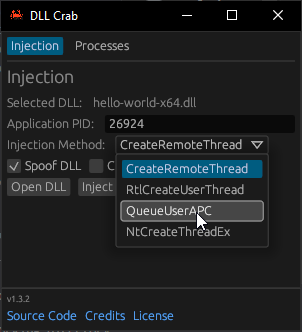 DLL Crab
Injection Processes
Injection
Selected DLL: hello-world-x64.dll
Application PID: 26924
Injection Method: CreateRemoteThread
CreateRemoteThread
Spoof DLL C
RtlCreateUserThread
Open DLL Inject
QueueUserAPC
NtCreateThreadEx
v1.3.2
Source Code Credits License